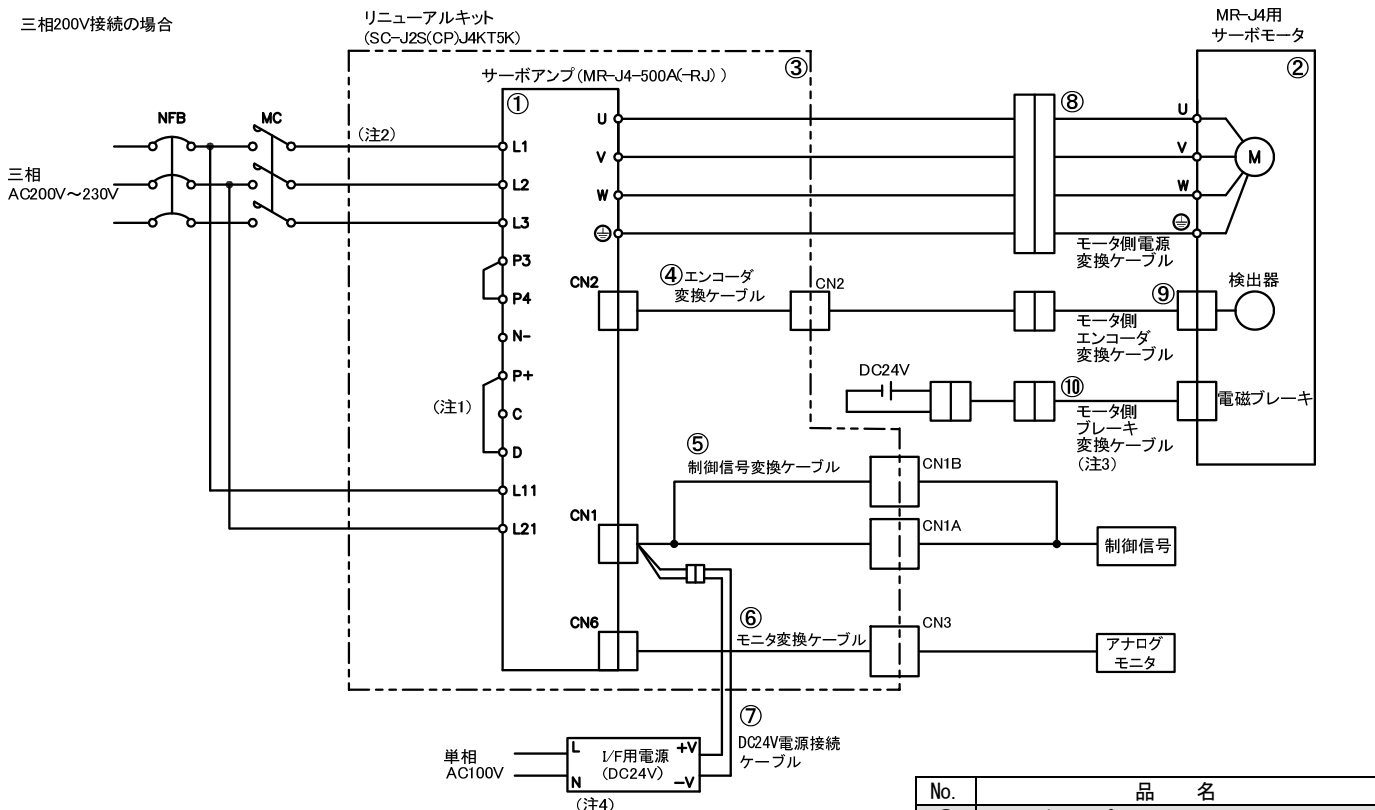 三相200V接続の場合
リニューアルキット
(SC-J2S(CP)J4KT5K)
MR-J4用
サーボモータ
サーボアンプ(MR-J4-500A(-RJ))
③
②
①
⑧
NFB
MC
(注2)
三相
AC200V～230V
L1
L2
L3
P3
P4
N-
P+
C
D
L11
L21
(注1)
U
V
W
CN2
CN1
CN6
④エンコーダ
変換ケーブル
CN2
U
V
W
M
モータ側電源
変換ケーブル
⑨
検出器
モータ側
エンコーダ
変換ケーブル
DC24V
⑩
電磁ブレーキ
モータ側
ブレーキ
変換ケーブル
(注3)
⑤
制御信号変換ケーブル
CN1B
CN1A
制御信号
⑥
モニタ変換ケーブル
CN3
アナログ
モニタ
⑦
DC24V電源接続
ケーブル
単相
AC100V
L
N
I/F用電源
(DC24V)
+V
-V
(注4)
No.
品 名